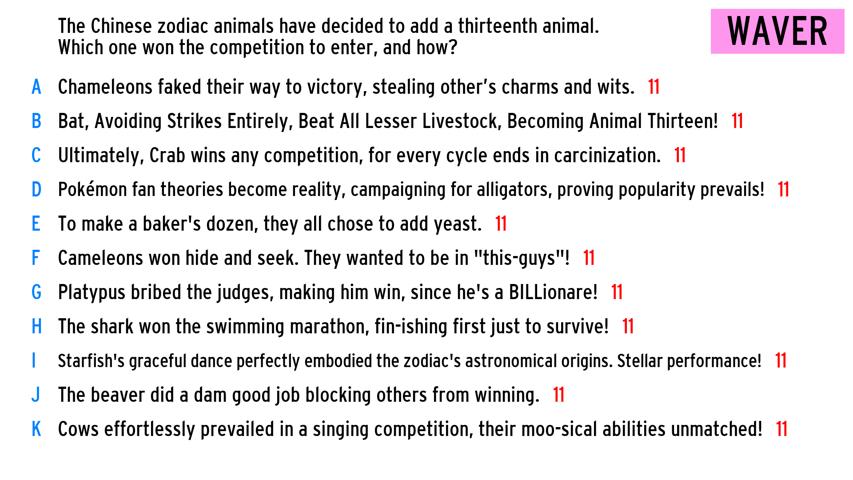 The Chinese zodiac animals have decided to add a thirteenth animal.
Which one won the competition to enter, and how?
WAVER
A Chameleons faked their way to victory, stealing other's charms and wits. 11
B Bat, Avoiding Strikes Entirely, Beat All Lesser Livestock, Becoming Animal Thirteen! 11
C Ultimately, Crab wins any competition, for every cycle ends in carcinization. 11
D Pokémon fan theories become reality, campaigning for alligators, proving popularity prevails! 11
E To make a baker's dozen, they all chose to add yeast. 11
F Cameleons won hide and seek. They wanted to be in "this-guys"! 11
G Platypus bribed the judges, making him win, since he's a BILLionare! 11
H The shark won the swimming marathon, fin-ishing first just to survive! 11
I Starfish's graceful dance perfectly embodied the zodiac's astronomical origins. Stellar performance! 11
J The beaver did a dam good job blocking others from winning. 11
K Cows effortlessly prevailed in a singing competition, their moo-sical abilities unmatched! 11